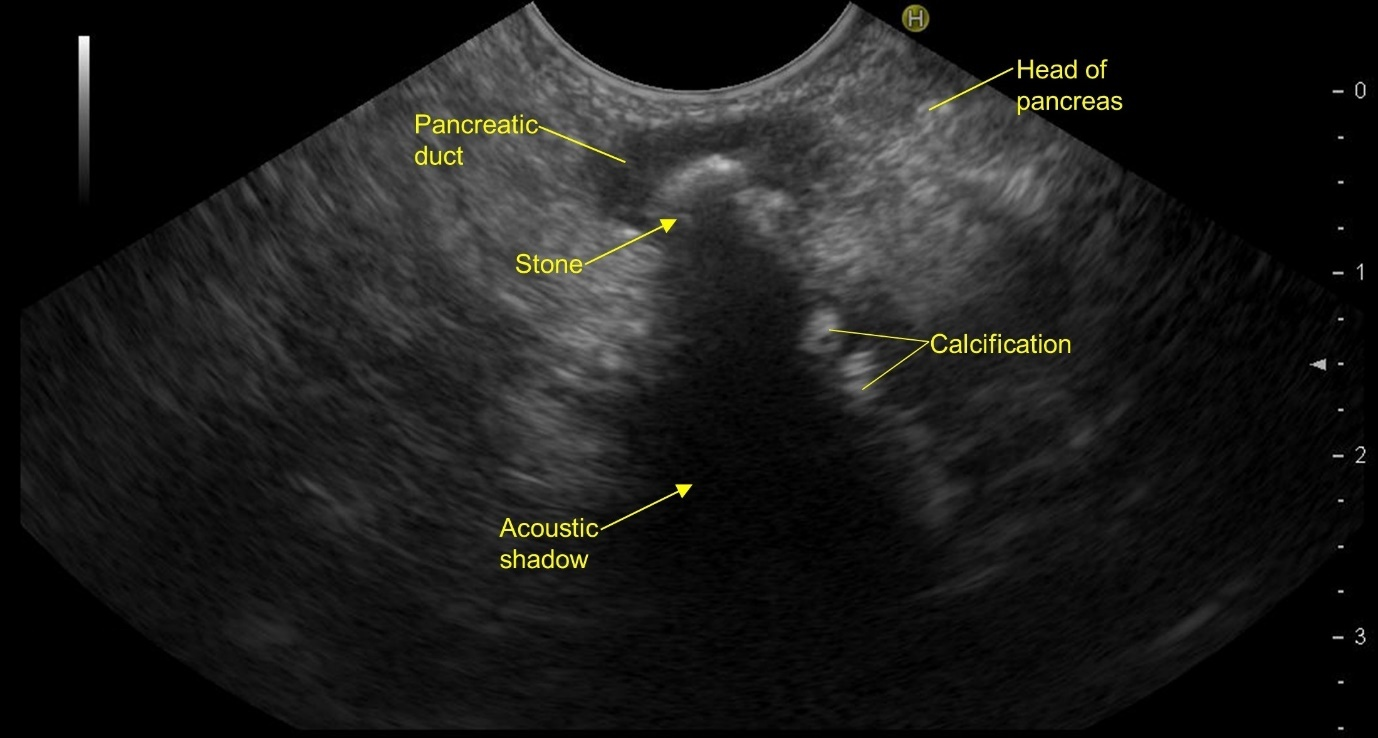 H
Head of
pancreas
0
Pancreatic
duct
Stone
1
Calcification
2
Acoustic
shadow
3